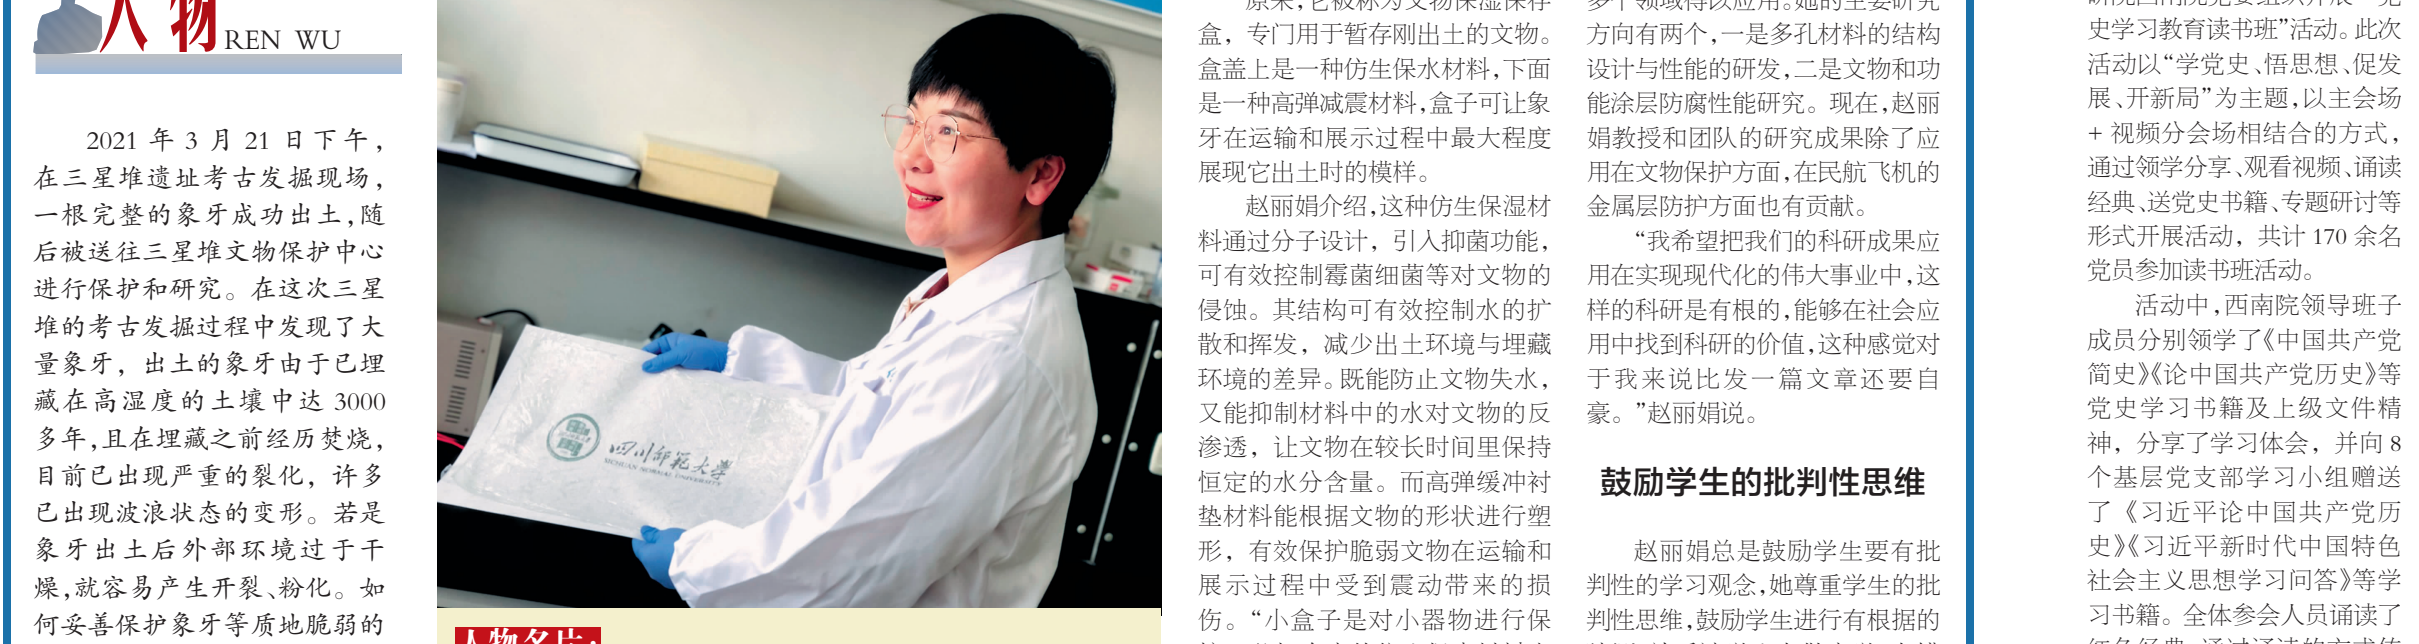 人物 REN WU
2021 年 3 月 21 日下午，
在三星堆遗址考古发掘现场，
一根完整的象牙成功出土，随
后被送往三星堆文物保护中心
进行保护和研究。在这次三星
堆的考古发掘过程中发现了大
量象牙，出土的象牙由于已埋
藏在高湿度的土壤中达 3000
多年，且在埋藏之前经历焚烧，
目前已出现严重的裂化，许多
已出现波浪状态的变形。若是
象牙出土后外部环境过于干
燥，就容易产生开裂、粉化。如
何妥善保护象牙等质地脆弱的
四川师范大学
SICHUAN NORMAL UNIVERSITY
人物名片：
原来，它被称为文物保湿保存
盒，专门用于暂存刚出土的文物。
盒盖上是一种仿生保水材料，下面
是一种高弹减震材料，盒子可让象
牙在运输和展示过程中最大程度
展现它出土时的模样。
赵丽娟介绍，这种仿生保湿材
料通过分子设计，引入抑菌功能，
可有效控制霉菌细菌等对文物的
侵蚀。其结构可有效控制水的扩
散和挥发，减少出土环境与埋藏
环境的差异。既能防止文物失水，
又能抑制材料中的水对文物的反
渗透，让文物在较长时间里保持
恒定的水分含量。而高弹缓冲衬
垫材料能根据文物的形状进行塑
形，有效保护脆弱文物在运输和
展示过程中受到震动带来的损
伤。“小盒子是对小器物进行保
多个领域得以应用。她的主要研究
方向有两个，一是多孔材料的结构
设计与性能的研发，二是文物和功
能涂层防腐性能研究。现在，赵丽
娟教授和团队的研究成果除了应
用在文物保护方面，在民航飞机的
金属层防护方面也有贡献。
“我希望把我们的科研成果应
用在实现现代化的伟大事业中，这
样的科研是有根的，能够在社会应
用中找到科研的价值，这种感觉对
于我来说比发一篇文章还要自
豪。”赵丽娟说。
鼓励学生的批判性思维
赵丽娟总是鼓励学生要有批
判性的学习观念，她尊重学生的批
判性思维，鼓励学生进行有根据的
史学习教育读书班”活动。此次
活动以“学党史、悟思想、促发
展、开新局”为主题，以主会场
+ 视频分会场相结合的方式，
通过领学分享、观看视频、诵读
经典、送党史书籍、专题研讨等
形式开展活动，共计 170 余名
党员参加读书班活动。
活动中，西南院领导班子
成员分别领学了《中国共产党
简史》《论中国共产党历史》等
党史学习书籍及上级文件精
神，分享了学习体会，并向 8
个基层党支部学习小组赠送
了《习近平论中国共产党历
史》《习近平新时代中国特色
社会主义思想学习问答》等学
习书籍。全体参会人员诵读了